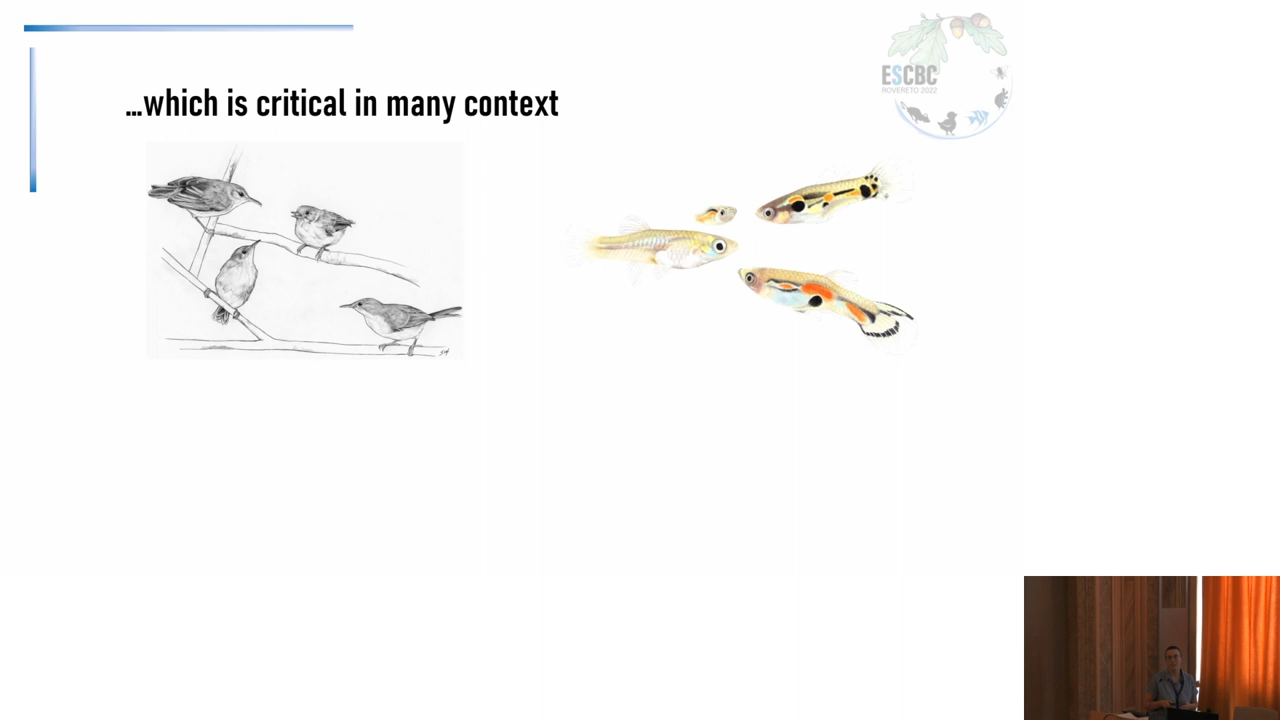 ESCBC
ROVERETO 2022
...which is critical in many context